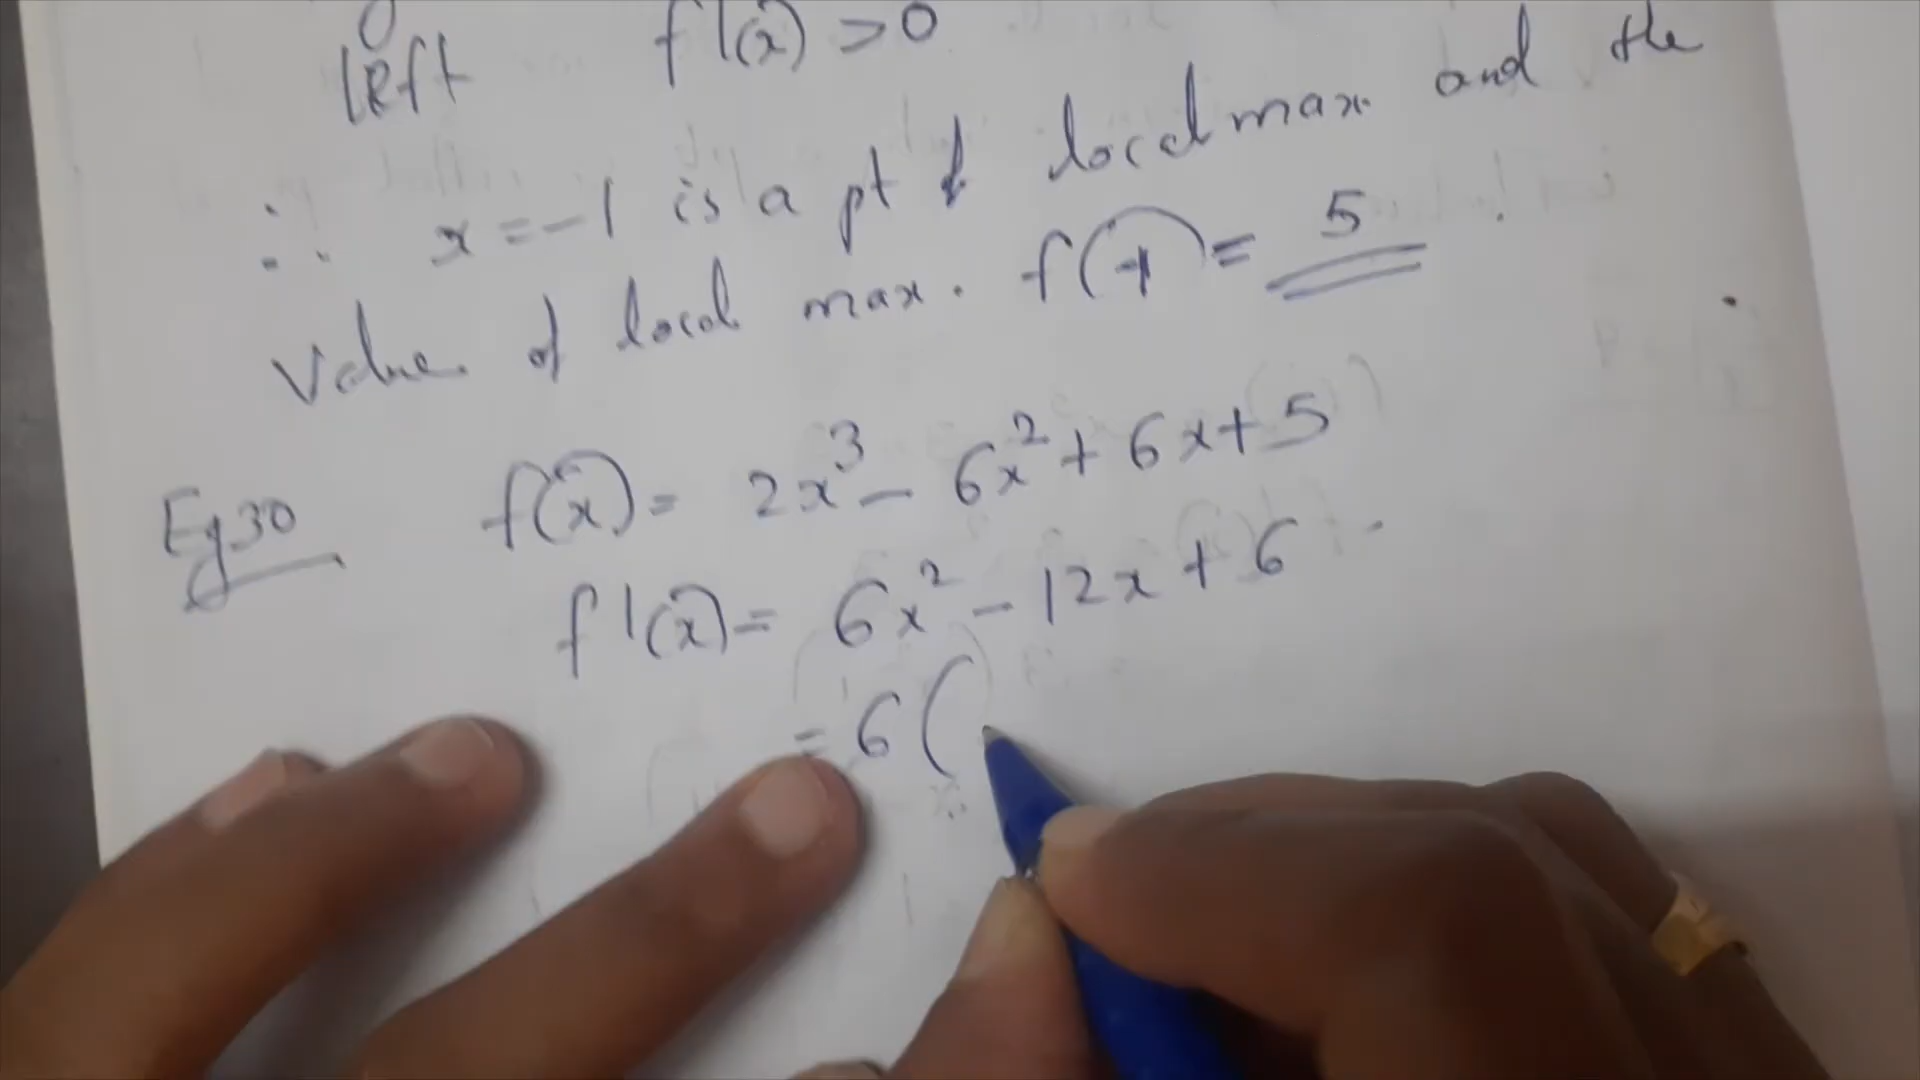 left f'(x) > 0
∴ x = -1 is a pt of local max. and the
value of local max. f(-1) = 5
Eg 30 f(x) = 2x³ - 6x² + 6x + 5
f'(x) = 6x² - 12x + 6
= 6 (